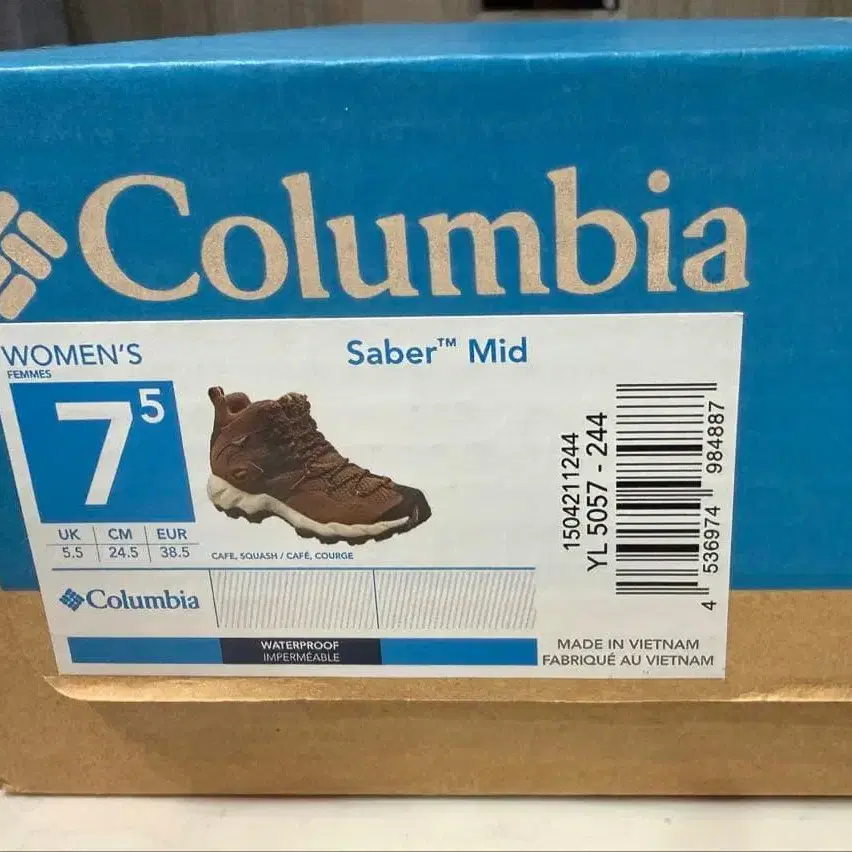 Columbia
WOMEN'S
FEMMES
Saber™ Mid
7⁵
UK CM EUR
5.5 24.5 38.5
CAFE, SQUASH / CAFÉ, COURGE
Columbia
WATERPROOF
IMPERMÉABLE
1504211244
YL 5057 - 244
4 536974 984887
MADE IN VIETNAM
FABRIQUÉ AU VIETNAM